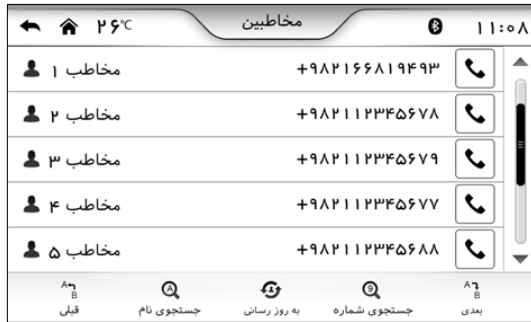 ۲۶°C مخاطبین ۱۱:۰۸
مخاطب ۱ +۹۸۲۱۶۶۸۱۹۴۹۳
مخاطب ۲ +۹۸۲۱۱۲۳۴۵۶۷۸
مخاطب ۳ +۹۸۲۱۱۲۳۴۵۶۷۹
مخاطب ۴ +۹۸۲۱۱۲۳۴۵۶۷۷
مخاطب ۵ +۹۸۲۱۱۲۳۴۵۶۸۸
A B A 9 A B
قبلی جستجوی نام به روز رسانی جستجوی شماره بعدی